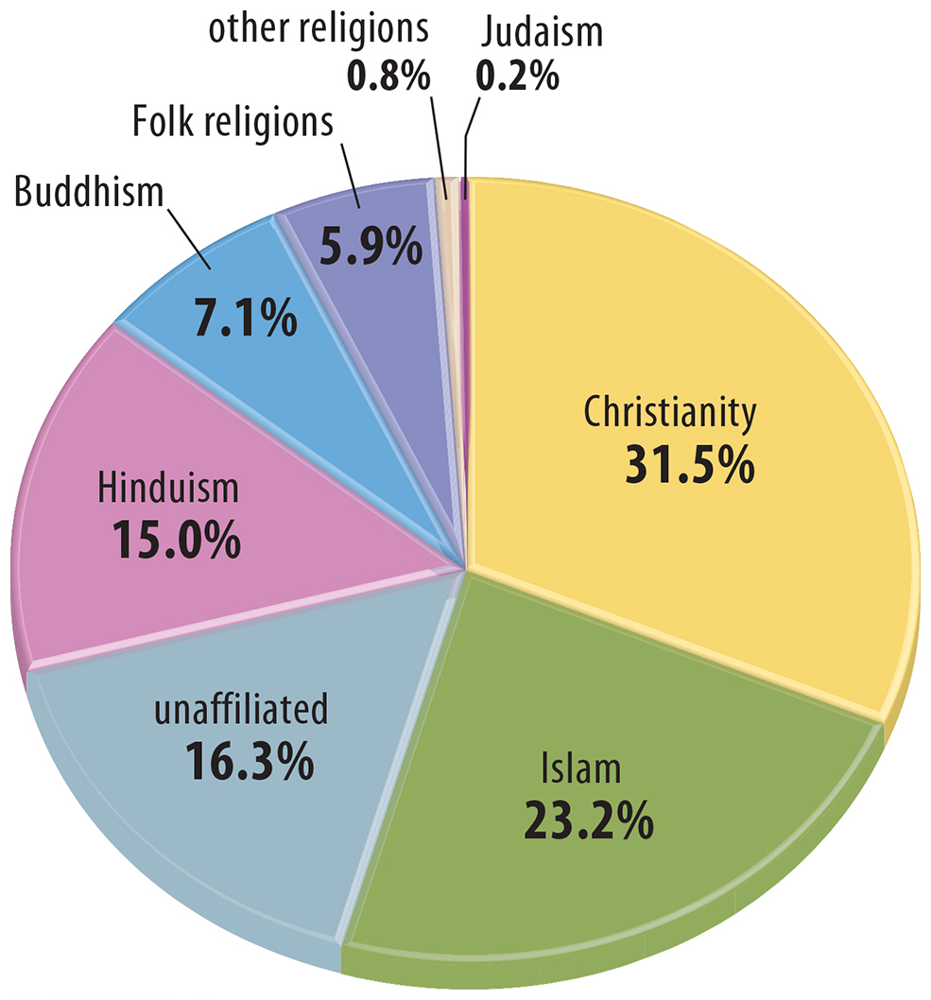 other religions
0.8%
Judaism
0.2%
Folk religions
5.9%
Buddhism
7.1%
Christianity
31.5%
Hinduism
15.0%
unaffiliated
16.3%
Islam
23.2%